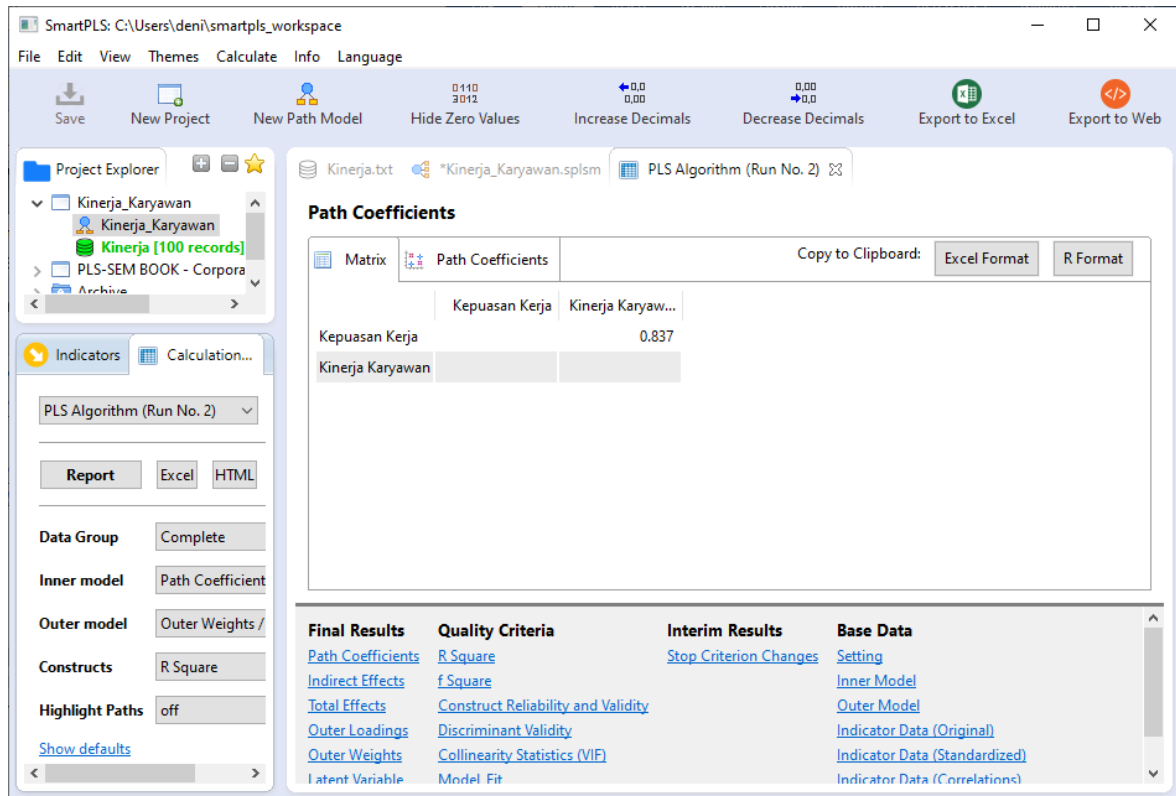 SmartPLS: C:\Users\deni\smartpls_workspace
File Edit View Themes Calculate Info Language
Save New Project New Path Model Hide Zero Values Increase Decimals Decrease Decimals Export to Excel Export to Web
Project Explorer
Kinerja_Karyawan
Kinerja_Karyawan
Kinerja [100 records]
PLS-SEM BOOK - Corpora
Archive
Indicators Calculation...
PLS Algorithm (Run No. 2)
Report Excel HTML
Data Group Complete
Inner model Path Coefficient
Outer model Outer Weights /
Constructs R Square
Highlight Paths off
Show defaults
Kinerja.txt *Kinerja_Karyawan.splsm PLS Algorithm (Run No. 2)
Path Coefficients
Matrix Path Coefficients Copy to Clipboard: Excel Format R Format
Kepuasan Kerja Kinerja Karyaw...
Kepuasan Kerja 0.837
Kinerja Karyawan
Final Results Quality Criteria Interim Results Base Data
Path Coefficients R Square Stop Criterion Changes Setting
Indirect Effects f Square Inner Model
Total Effects Construct Reliability and Validity Outer Model
Outer Loadings Discriminant Validity Indicator Data (Original)
Outer Weights Collinearity Statistics (VIF) Indicator Data (Standardized)
Latent Variable Model_Fit Indicator Data (Correlations)